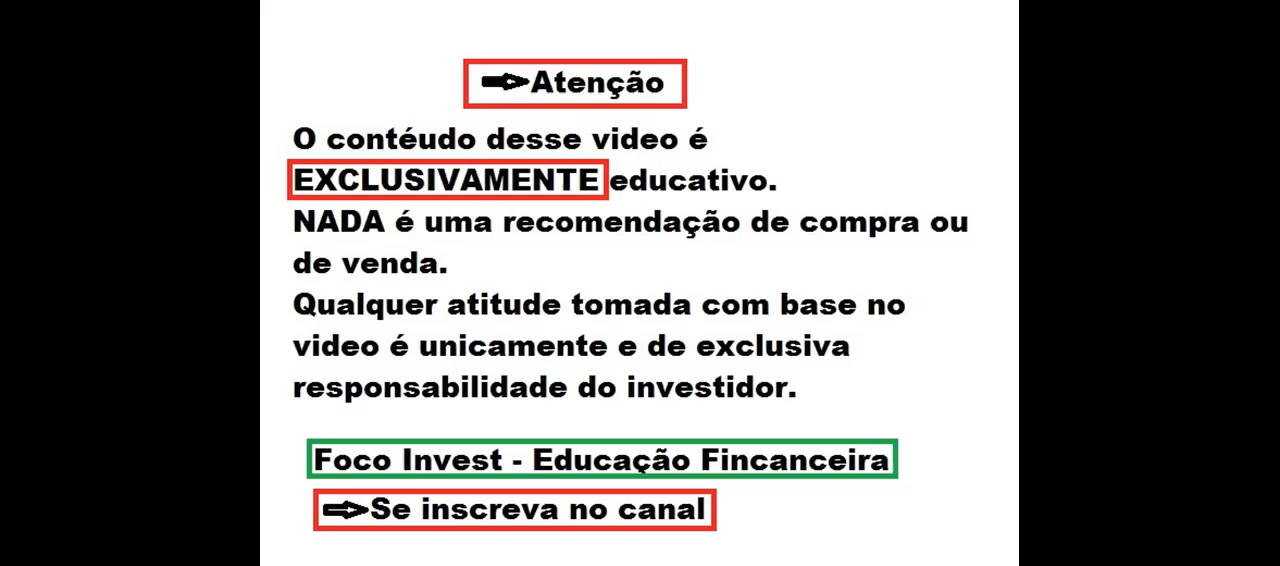 Atenção
O contéudo desse video é
EXCLUSIVAMENTE educativo.
NADA é uma recomendação de compra ou
de venda.
Qualquer atitude tomada com base no
video é unicamente e de exclusiva
responsabilidade do investidor.
Foco Invest - Educação Fincanceira
Se inscreva no canal